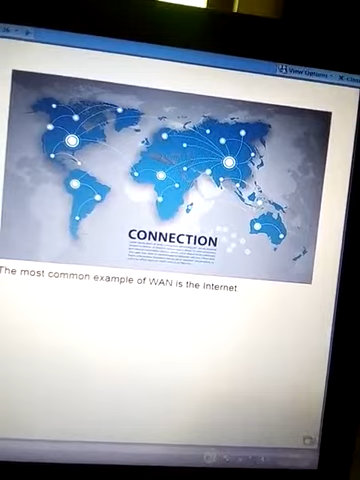 View Options
CONNECTION
The most common example of WAN is the Internet.